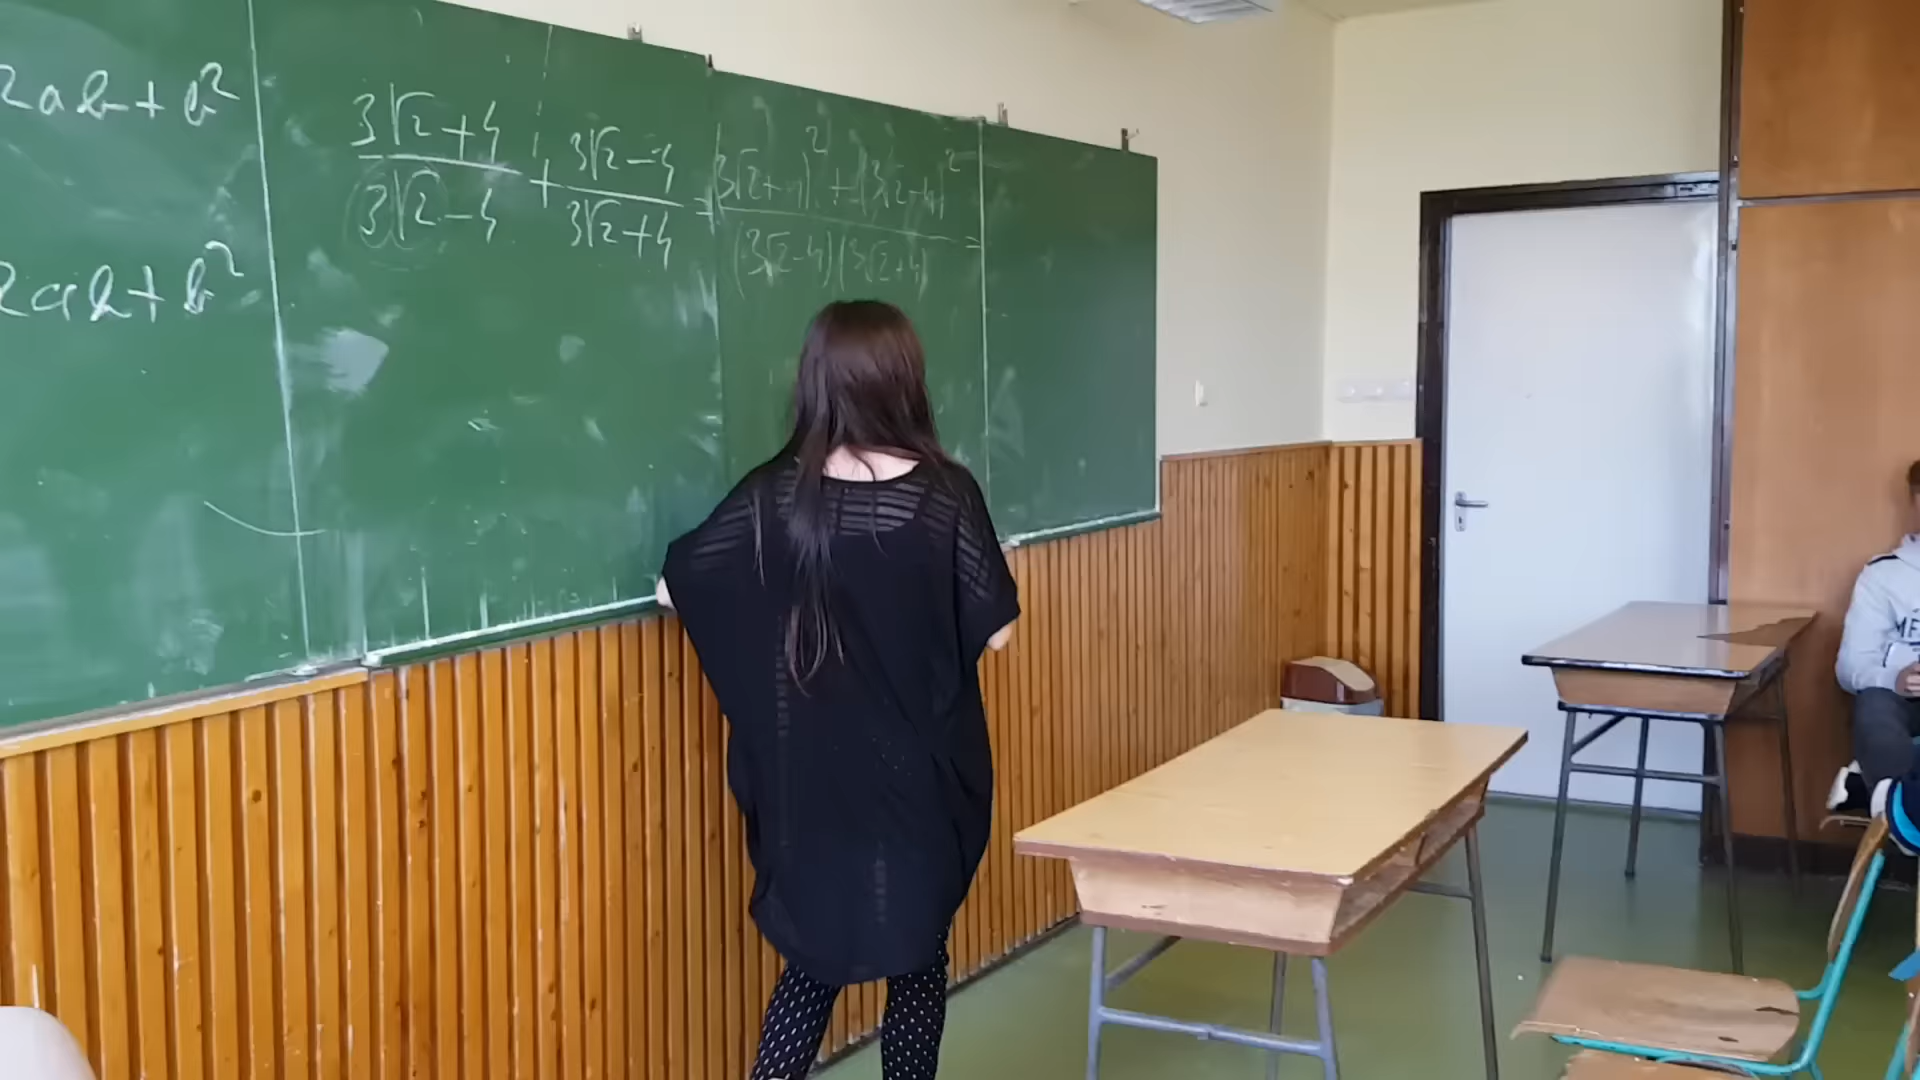 2ab+b²
(3√2+4)/(3√2-4) + (3√2-4)/(3√2+4) = ((3√2+4)²+(3√2-4)²)/((3√2-4)(3√2+4)) =
2ab+b²